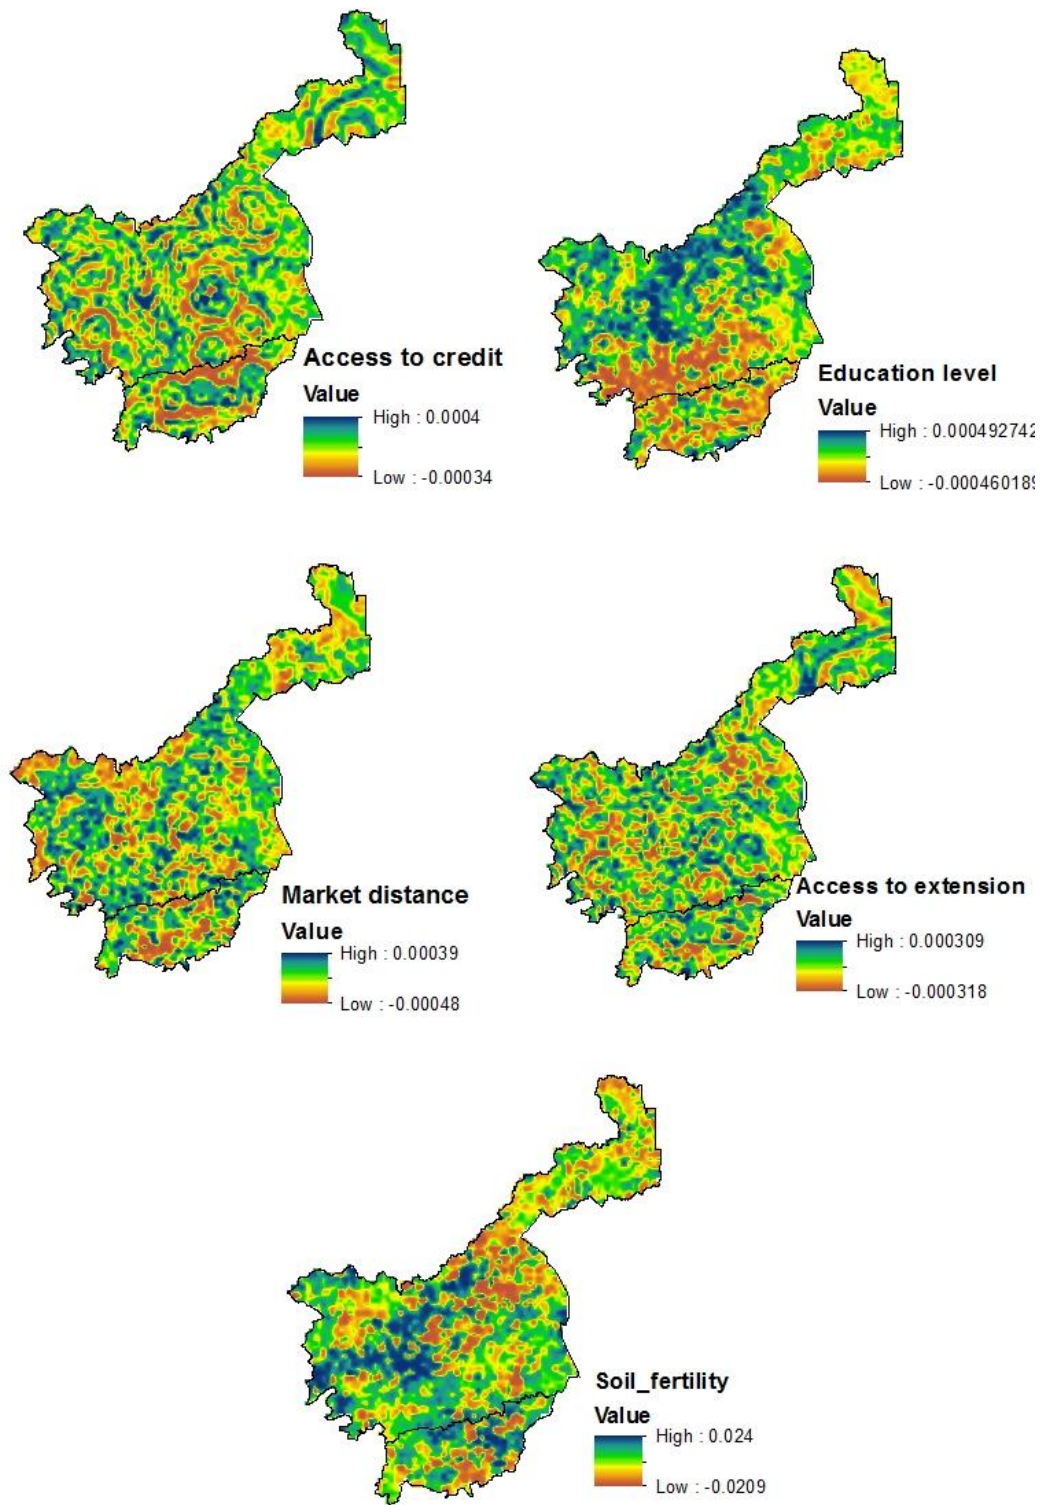 Access to credit
Value
High : 0.0004
Low : -0.00034
Education level
Value
High : 0.000492742
Low : -0.000460189
Market distance
Value
High : 0.00039
Low : -0.00048
Access to extension
Value
High : 0.000309
Low : -0.000318
Soil_fertility
Value
High : 0.024
Low : -0.0209